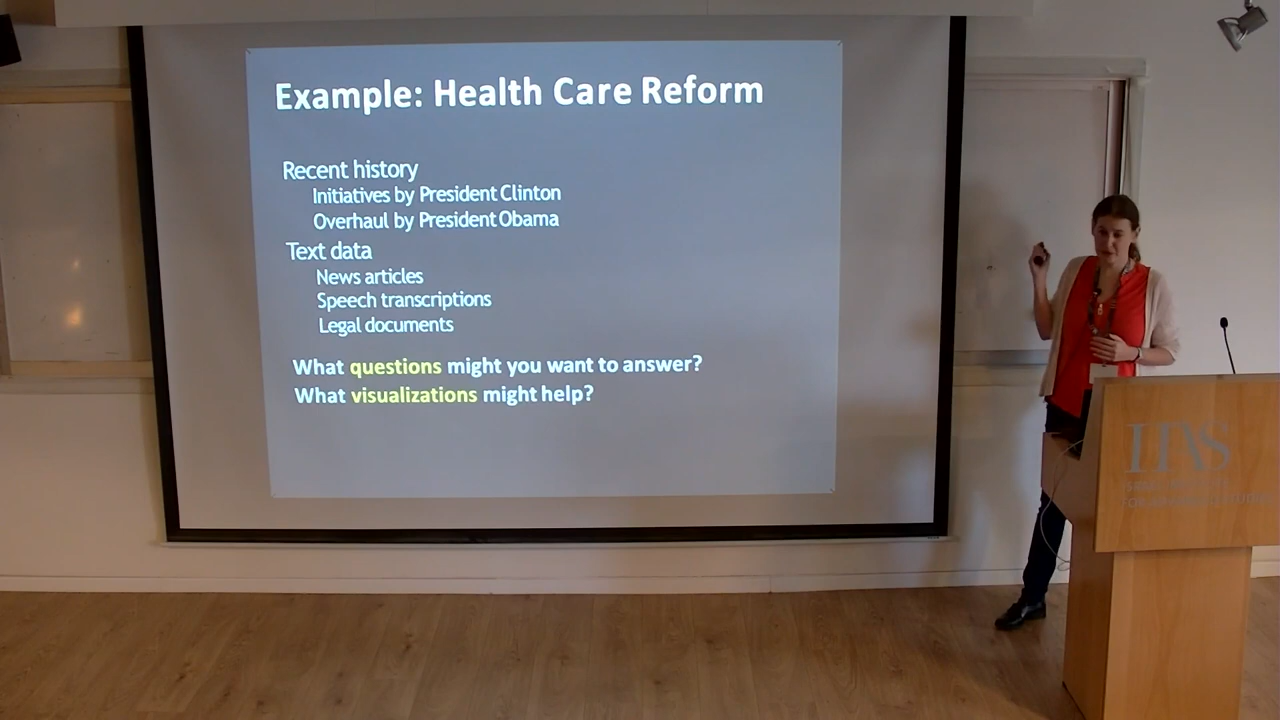 Example: Health Care Reform
Recent history
Initiatives by President Clinton
Overhaul by President Obama
Text data
News articles
Speech transcriptions
Legal documents
What questions might you want to answer?
What visualizations might help?